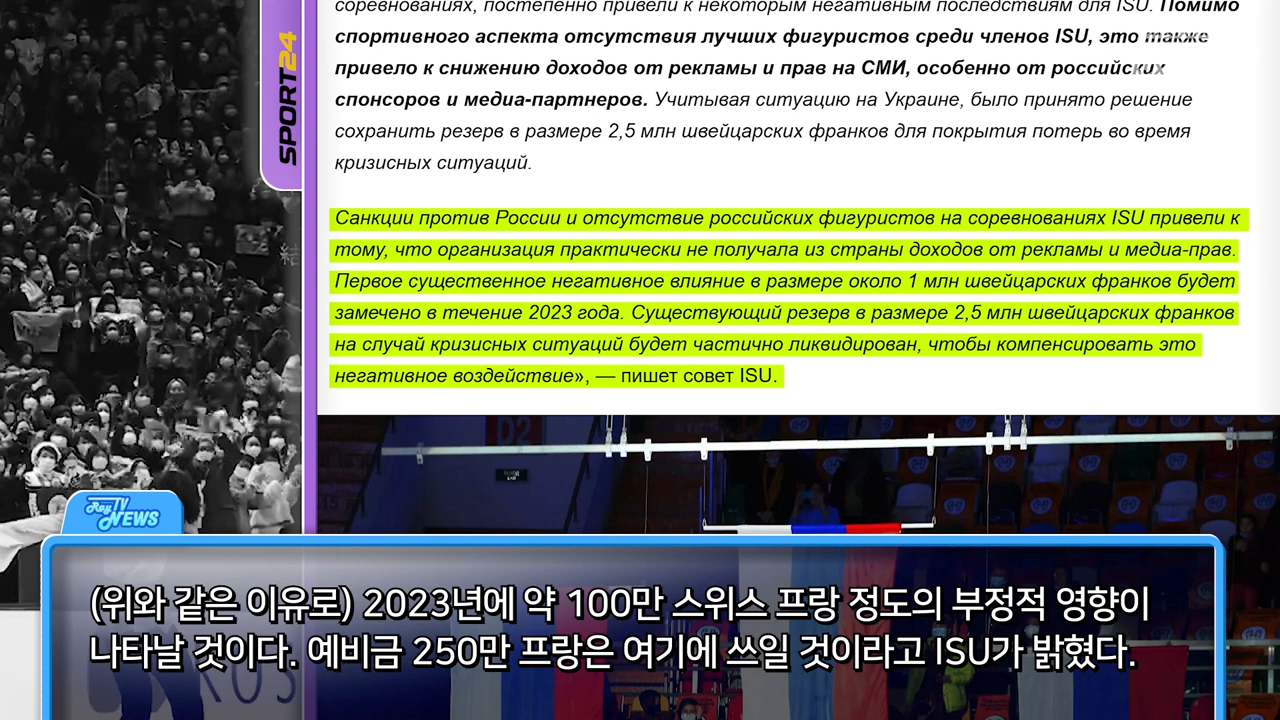 соревнованиях, постепенно привели к некоторым негативным последствиям для ISU. Помимо
спортивного аспекта отсутствия лучших фигуристов среди членов ISU, это также
привело к снижению доходов от рекламы и прав на СМИ, особенно от российских
спонсоров и медиа-партнеров. Учитывая ситуацию на Украине, было принято решение
сохранить резерв в размере 2,5 млн швейцарских франков для покрытия потерь во время
кризисных ситуаций.
Санкции против России и отсутствие российских фигуристов на соревнованиях ISU привели к
тому, что организация практически не получала из страны доходов от рекламы и медиа-прав.
Первое существенное негативное влияние в размере около 1 млн швейцарских франков будет
замечено в течение 2023 года. Существующий резерв в размере 2,5 млн швейцарских франков
на случай кризисных ситуаций будет частично ликвидирован, чтобы компенсировать это
негативное воздействие», — пишет совет ISU.
SPORT24
D2
Roy TV
NEWS
(위와 같은 이유로) 2023년에 약 100만 스위스 프랑 정도의 부정적 영향이
나타날 것이다. 예비금 250만 프랑은 여기에 쓰일 것이라고 ISU가 밝혔다.